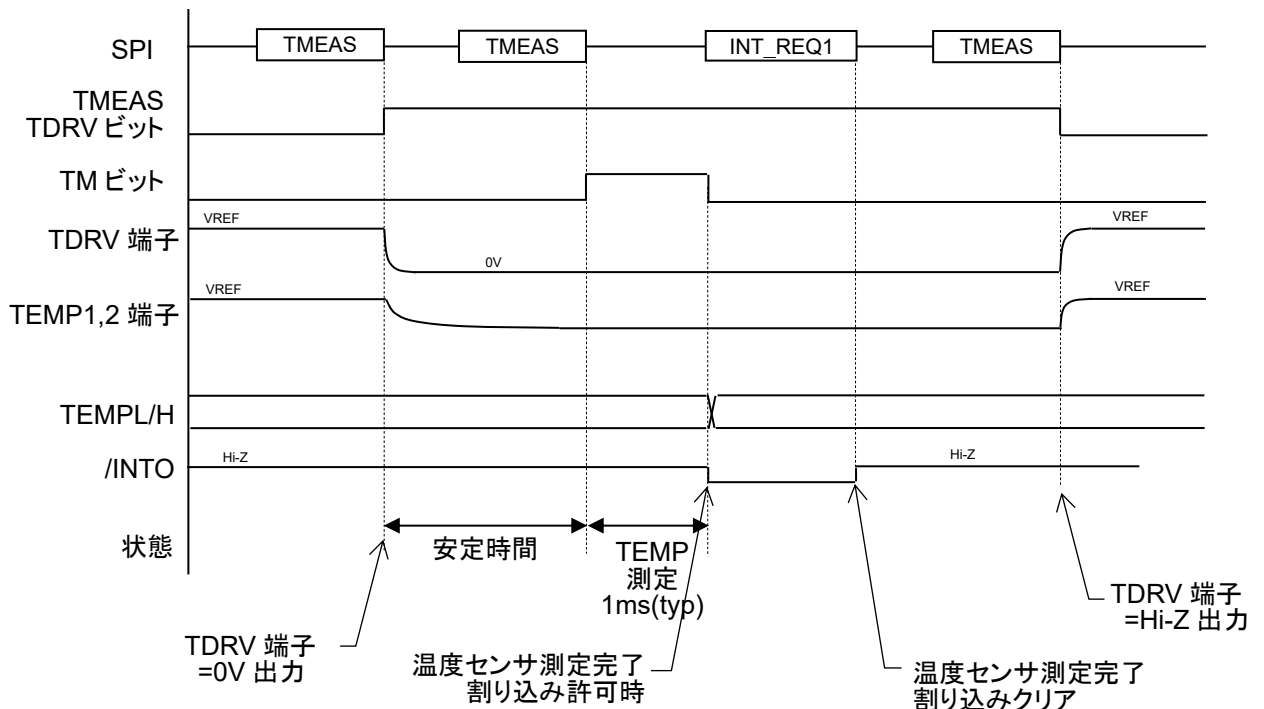 SPI
TMEAS
TMEAS
INT_REQ1
TMEAS
TMEAS
TDRV ビット
TM ビット
VREF
VREF
TDRV 端子
0V
VREF
VREF
TEMP1,2 端子
TEMPL/H
/INTO
Hi-Z
Hi-Z
状態
安定時間
TEMP
測定
1ms(typ)
TDRV 端子
=Hi-Z 出力
TDRV 端子
=0V 出力
温度センサ測定完了
割り込み許可時
温度センサ測定完了
割り込みクリア